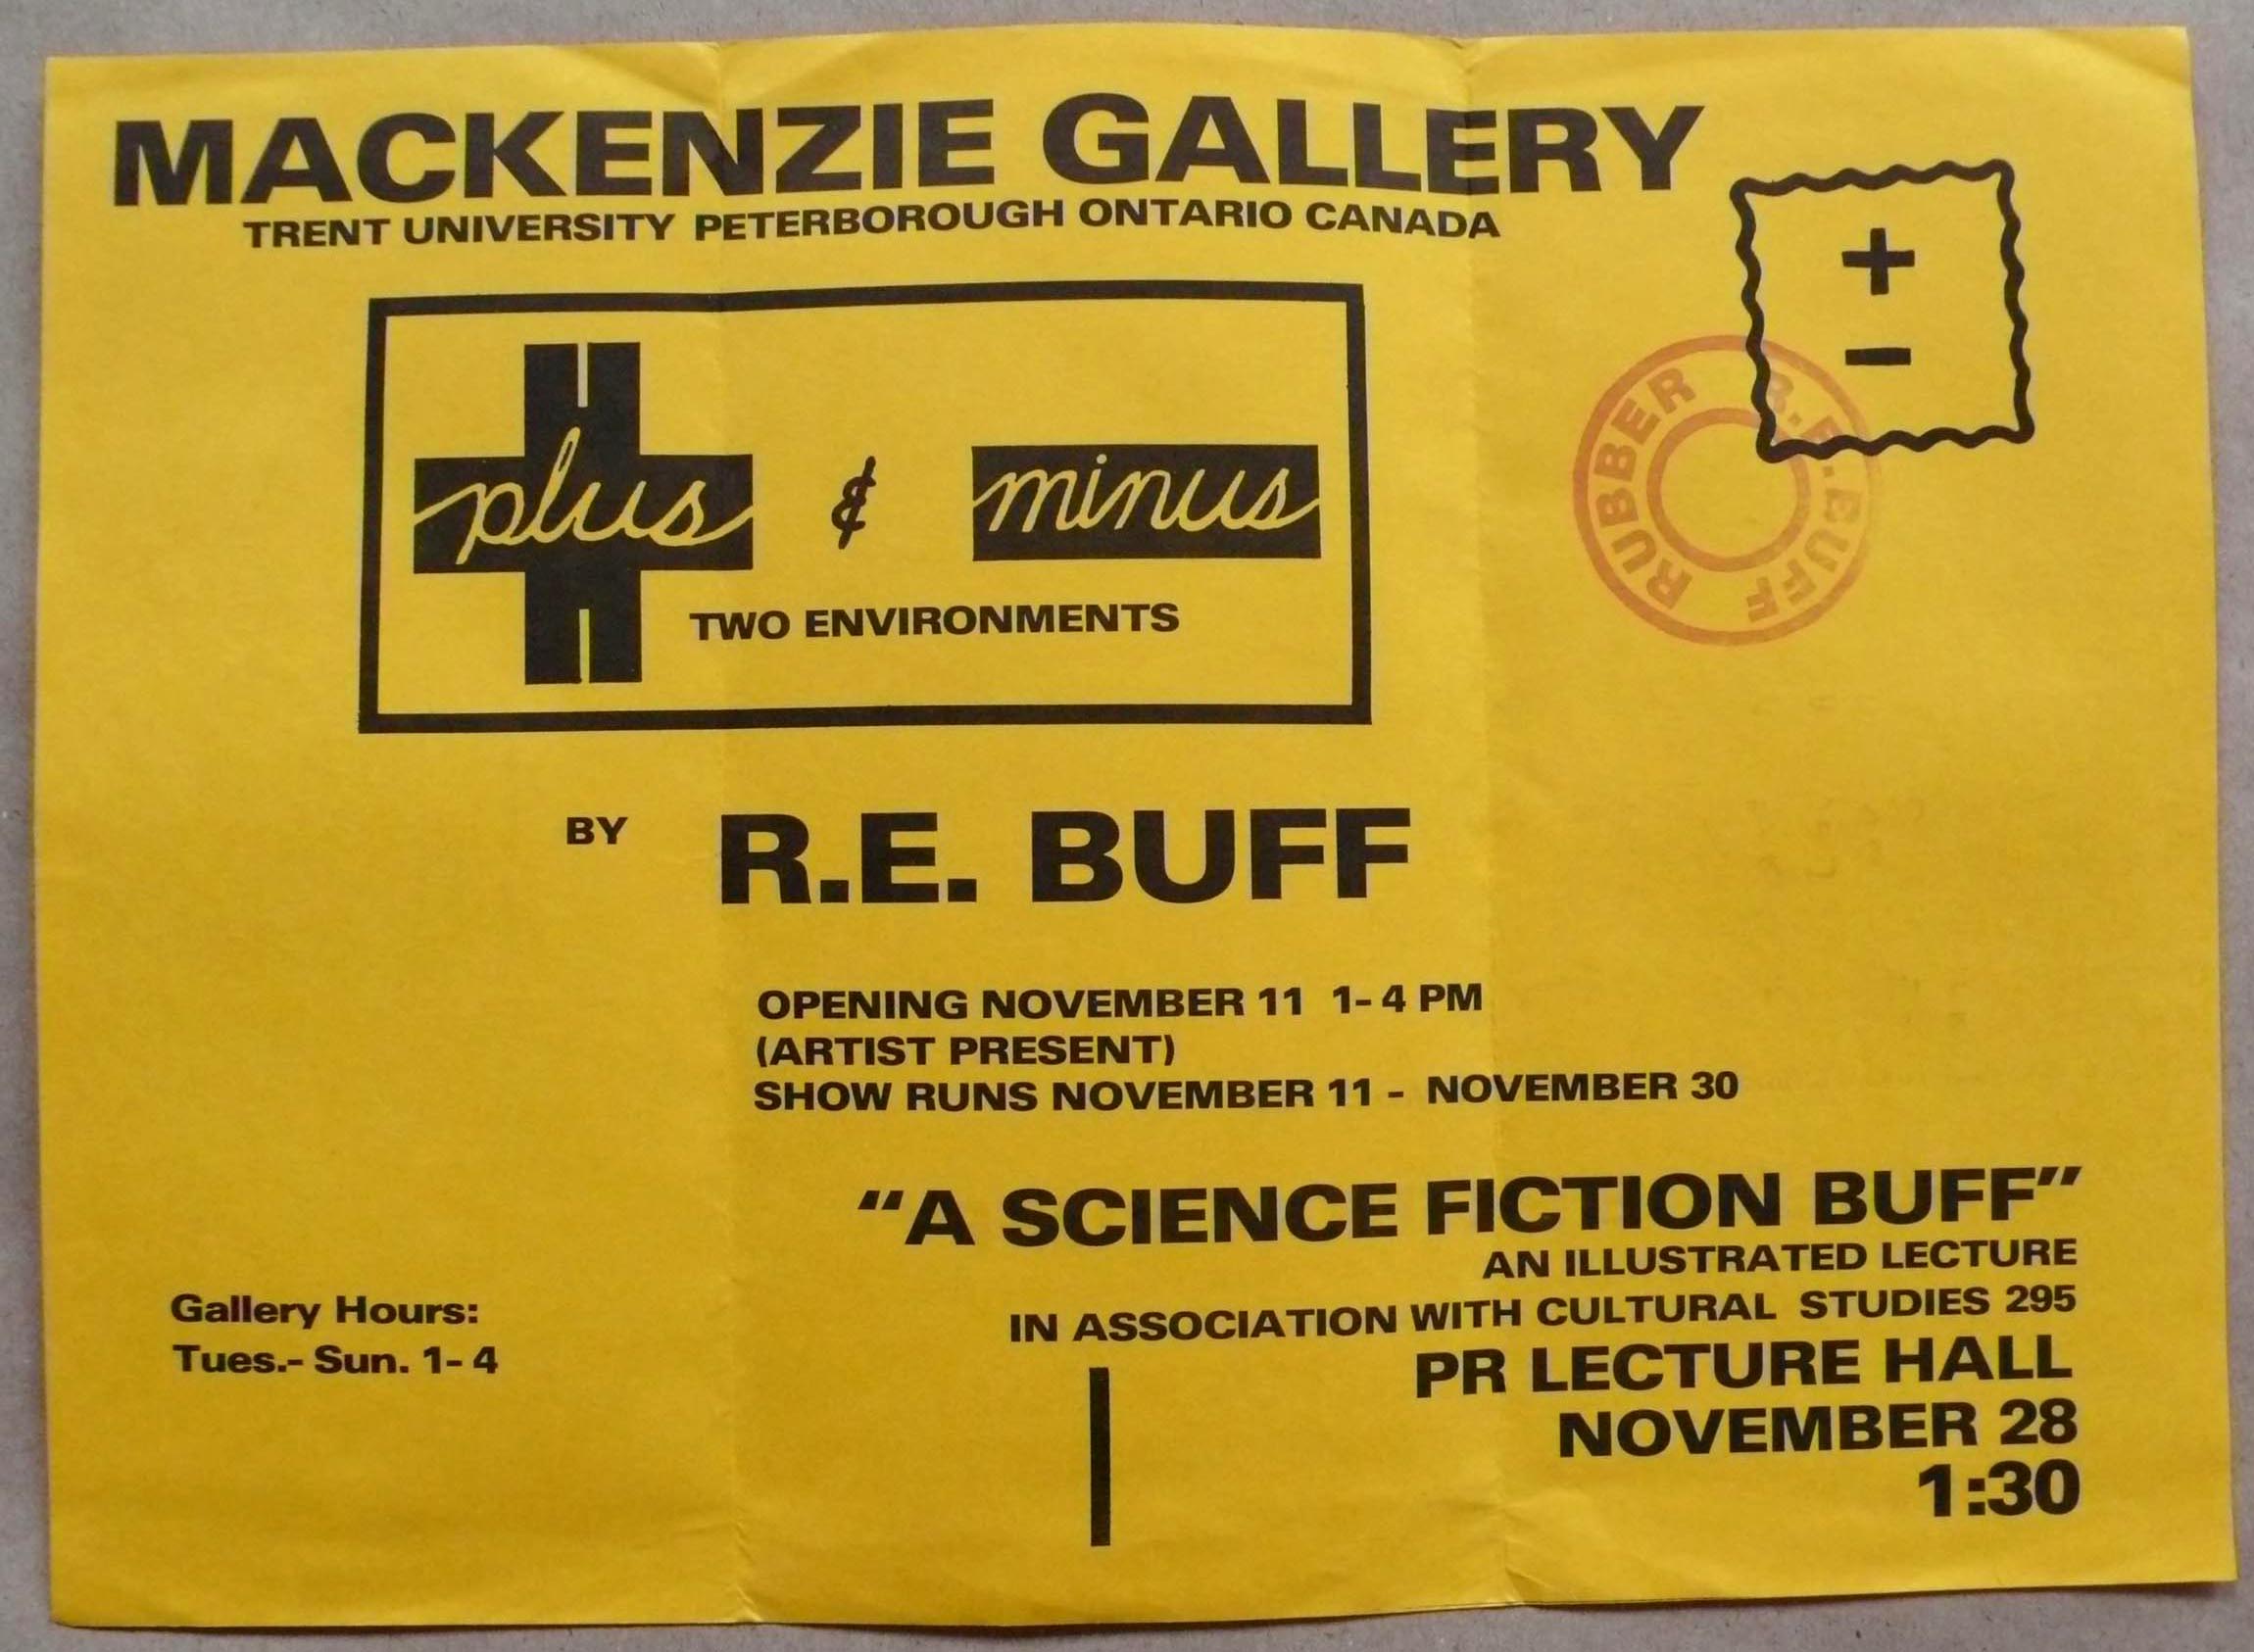 MACKENZIE GALLERY
TRENT UNIVERSITY PETERBOROUGH ONTARIO CANADA
+
-
plus & minus
TWO ENVIRONMENTS
RUBBER R.E. BUFF
BY R.E. BUFF
OPENING NOVEMBER 11 1-4 PM
(ARTIST PRESENT)
SHOW RUNS NOVEMBER 11 - NOVEMBER 30
"A SCIENCE FICTION BUFF"
AN ILLUSTRATED LECTURE
IN ASSOCIATION WITH CULTURAL STUDIES 295
PR LECTURE HALL
NOVEMBER 28
1:30
Gallery Hours:
Tues.- Sun. 1-4